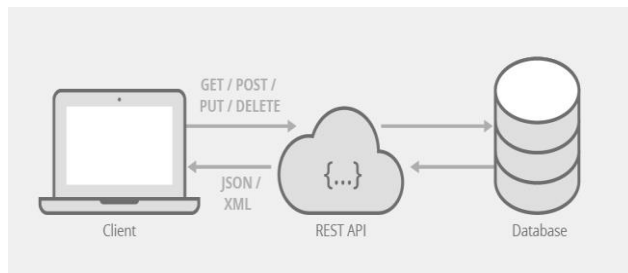 GET / POST /
PUT / DELETE
JSON /
XML
{...}
Client
REST API
Database